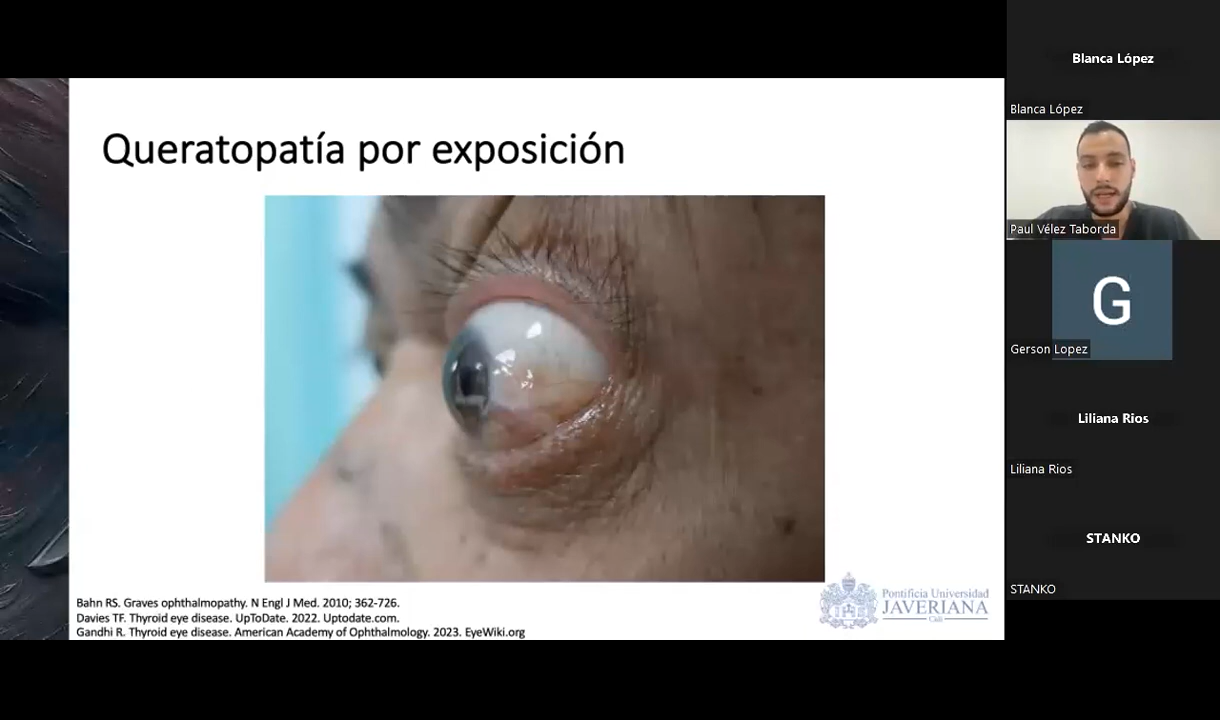 Queratopatía por exposición
Bahn RS. Graves ophthalmopathy. N Engl J Med. 2010; 362-726.
Davies TF. Thyroid eye disease. UpToDate. 2022. Uptodate.com.
Gandhi R. Thyroid eye disease. American Academy of Ophthalmology. 2023. EyeWiki.org
Pontificia Universidad
JAVERIANA
Cali
Blanca López
Blanca López
Paul Vélez Taborda
G
Gerson Lopez
Liliana Rios
Liliana Rios
STANKO
STANKO